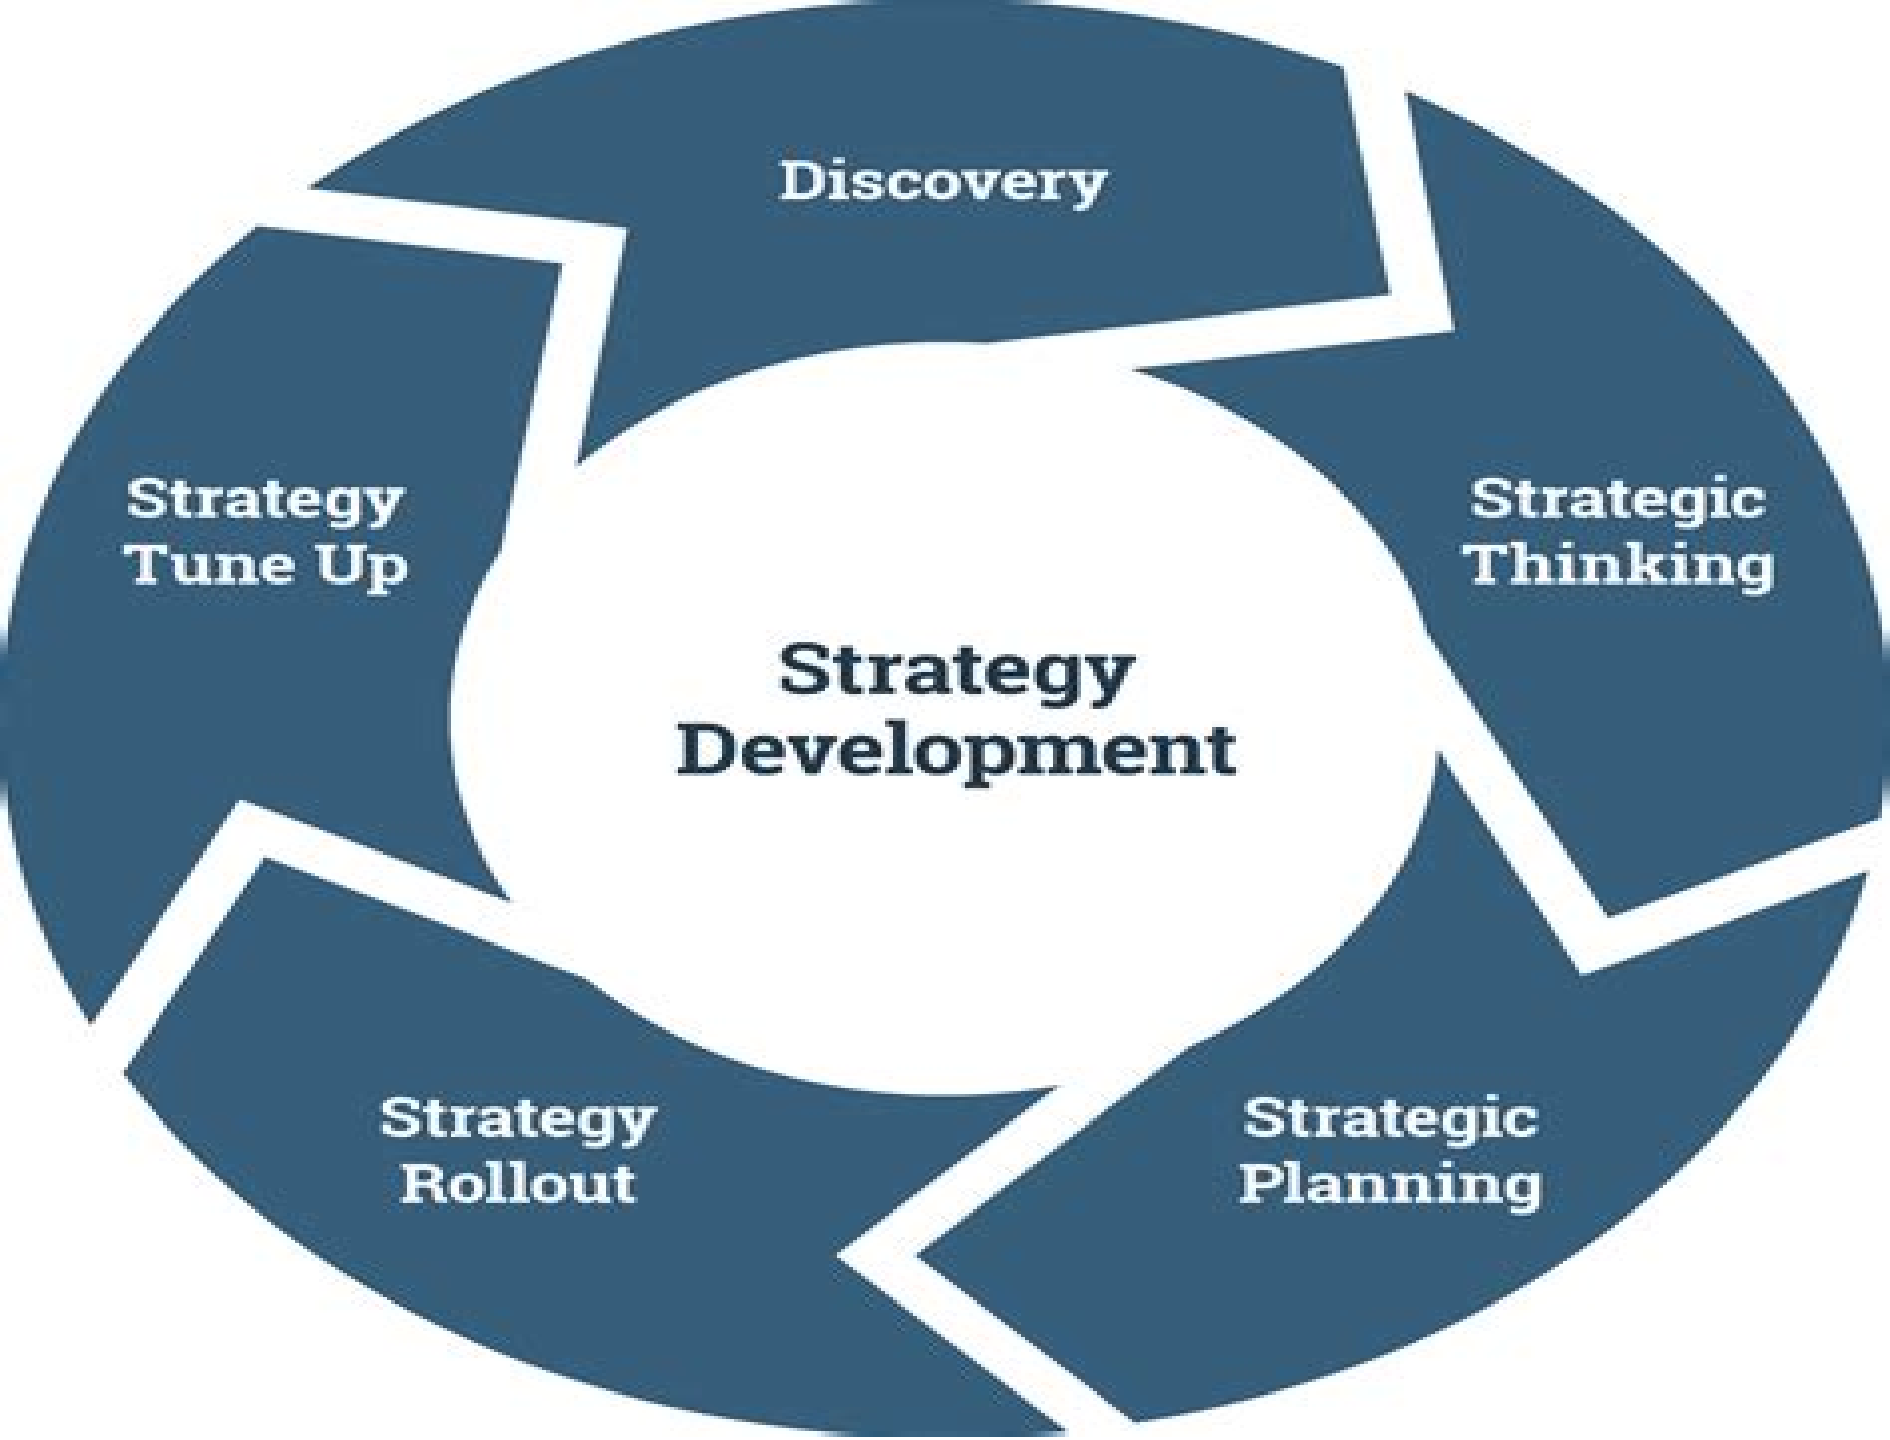 Discovery
Strategic
Thinking
Strategic
Planning
Strategy
Rollout
Strategy
Tune Up
Strategy
Development